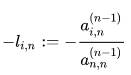 −l_{i,n} := −\frac{a_{i,n}^{(n−1)}}{a_{n,n}^{(n−1)}}